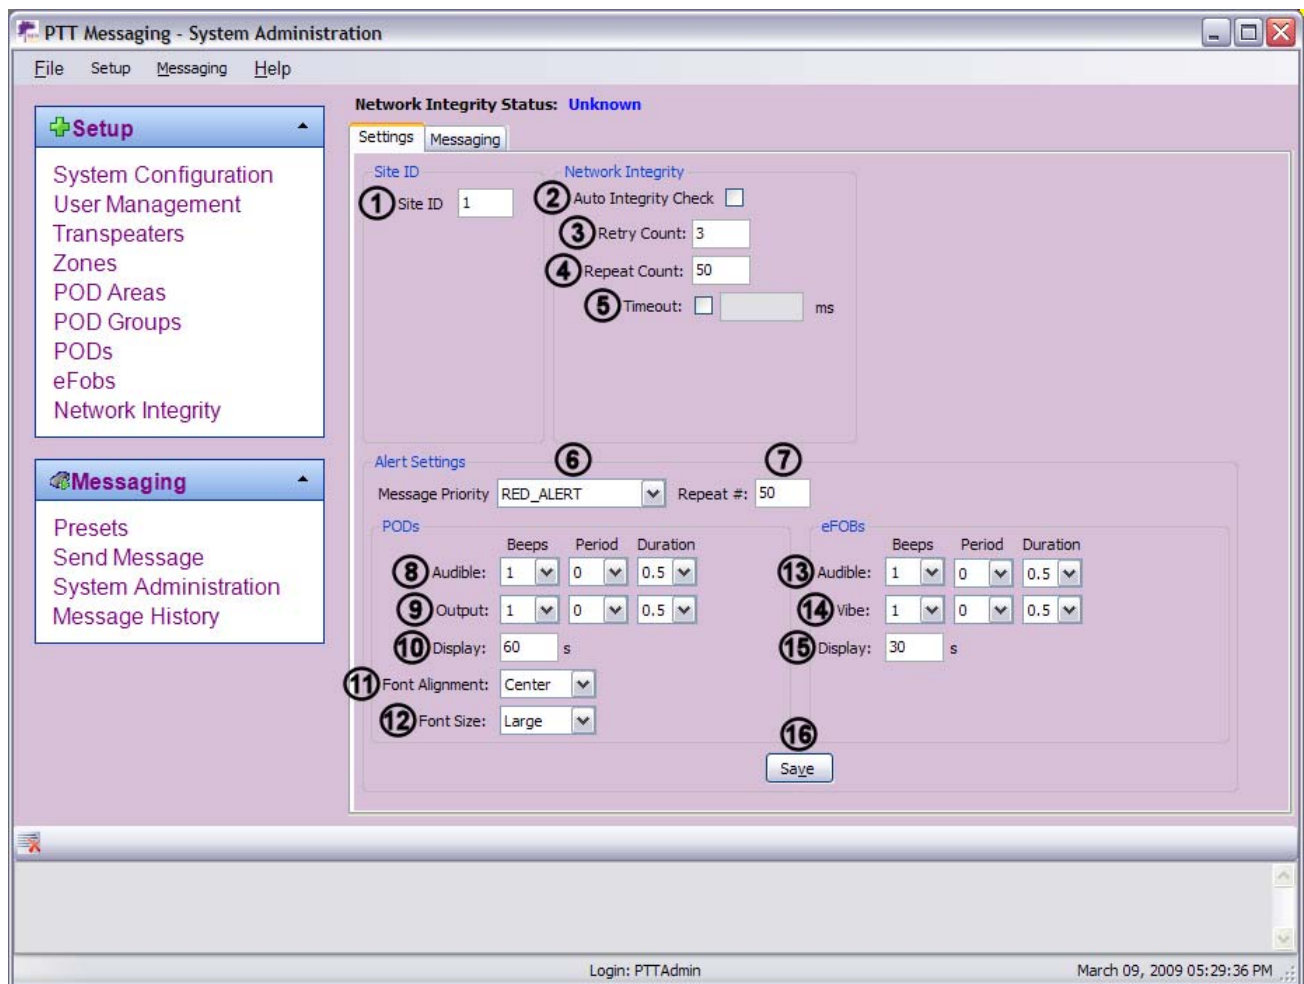 PTT Messaging - System Administration
File Setup Messaging Help
Setup
System Configuration
User Management
Transpeaters
Zones
POD Areas
POD Groups
PODs
eFobs
Network Integrity
Messaging
Presets
Send Message
System Administration
Message History
Network Integrity Status: Unknown
Settings Messaging
Site ID
1 Site ID 1
Network Integrity
2 Auto Integrity Check
3 Retry Count: 3
4 Repeat Count: 50
5 Timeout: ms
Alert Settings
6 7
Message Priority RED_ALERT Repeat #: 50
PODs
Beeps Period Duration
8 Audible: 1 0 0.5
9 Output: 1 0 0.5
10 Display: 60 s
11 Font Alignment: Center
12 Font Size: Large
eFOBs
Beeps Period Duration
13 Audible: 1 0 0.5
14 Vibe: 1 0 0.5
15 Display: 30 s
16
Save
Login: PTTAdmin March 09, 2009 05:29:36 PM